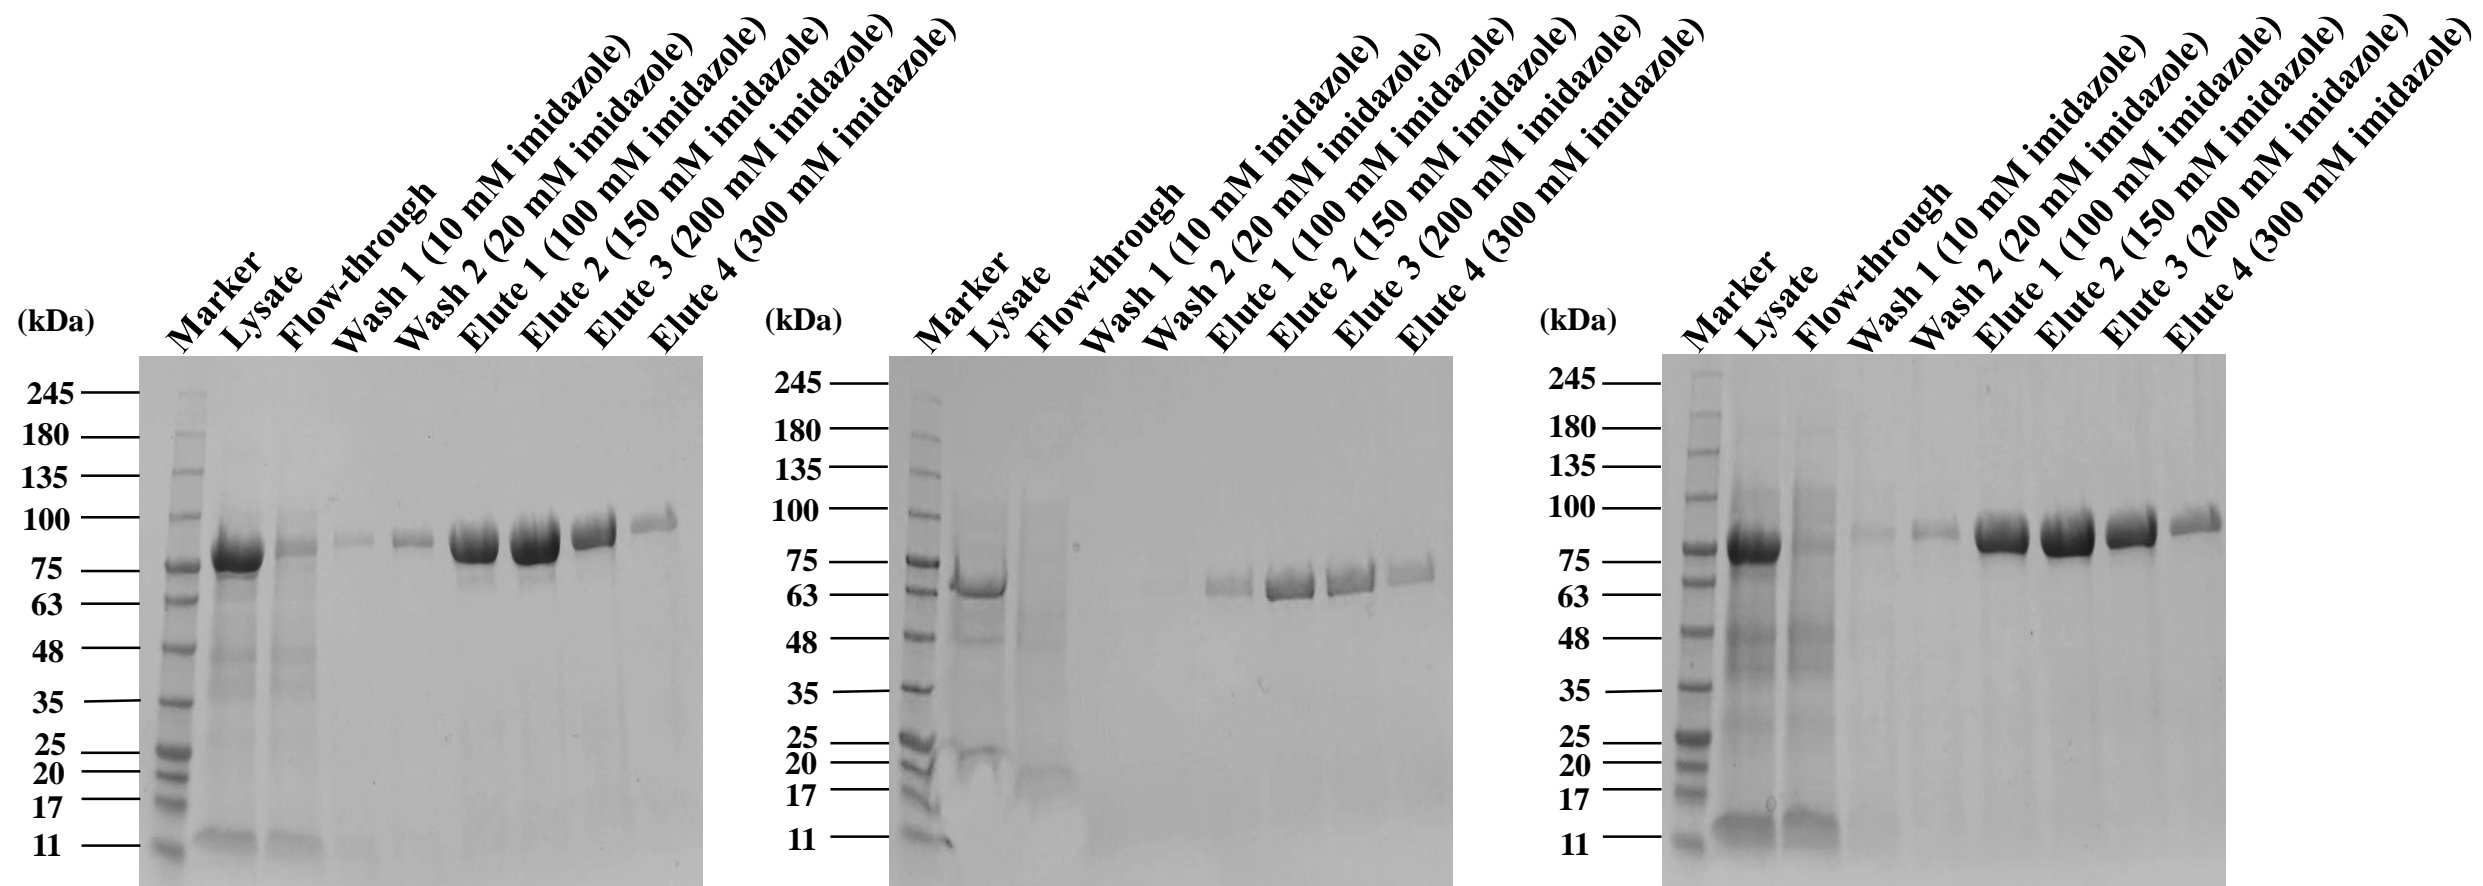 (kDa)
Marker
Lysate
Flow-through
Wash 1 (10 mM imidazole)
Wash 2 (20 mM imidazole)
Elute 1 (100 mM imidazole)
Elute 2 (150 mM imidazole)
Elute 3 (200 mM imidazole)
Elute 4 (300 mM imidazole)
245
180
135
100
75
63
48
35
25
20
17
11
(kDa)
Marker
Lysate
Flow-through
Wash 1 (10 mM imidazole)
Wash 2 (20 mM imidazole)
Elute 1 (100 mM imidazole)
Elute 2 (150 mM imidazole)
Elute 3 (200 mM imidazole)
Elute 4 (300 mM imidazole)
245
180
135
100
75
63
48
35
25
20
17
11
(kDa)
Marker
Lysate
Flow-through
Wash 1 (10 mM imidazole)
Wash 2 (20 mM imidazole)
Elute 1 (100 mM imidazole)
Elute 2 (150 mM imidazole)
Elute 3 (200 mM imidazole)
Elute 4 (300 mM imidazole)
245
180
135
100
75
63
48
35
25
20
17
11